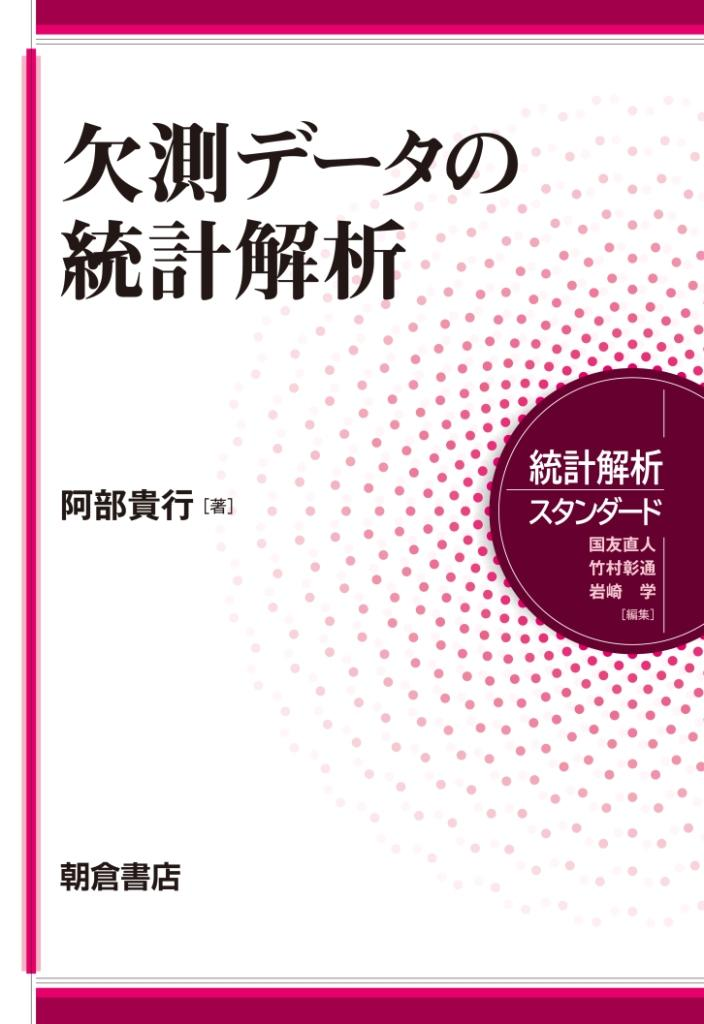 欠測データの
統計解析
阿部貴行［著］
統計解析
スタンダード
国友直人
竹村彰通
岩崎　学
［編集］
朝倉書店